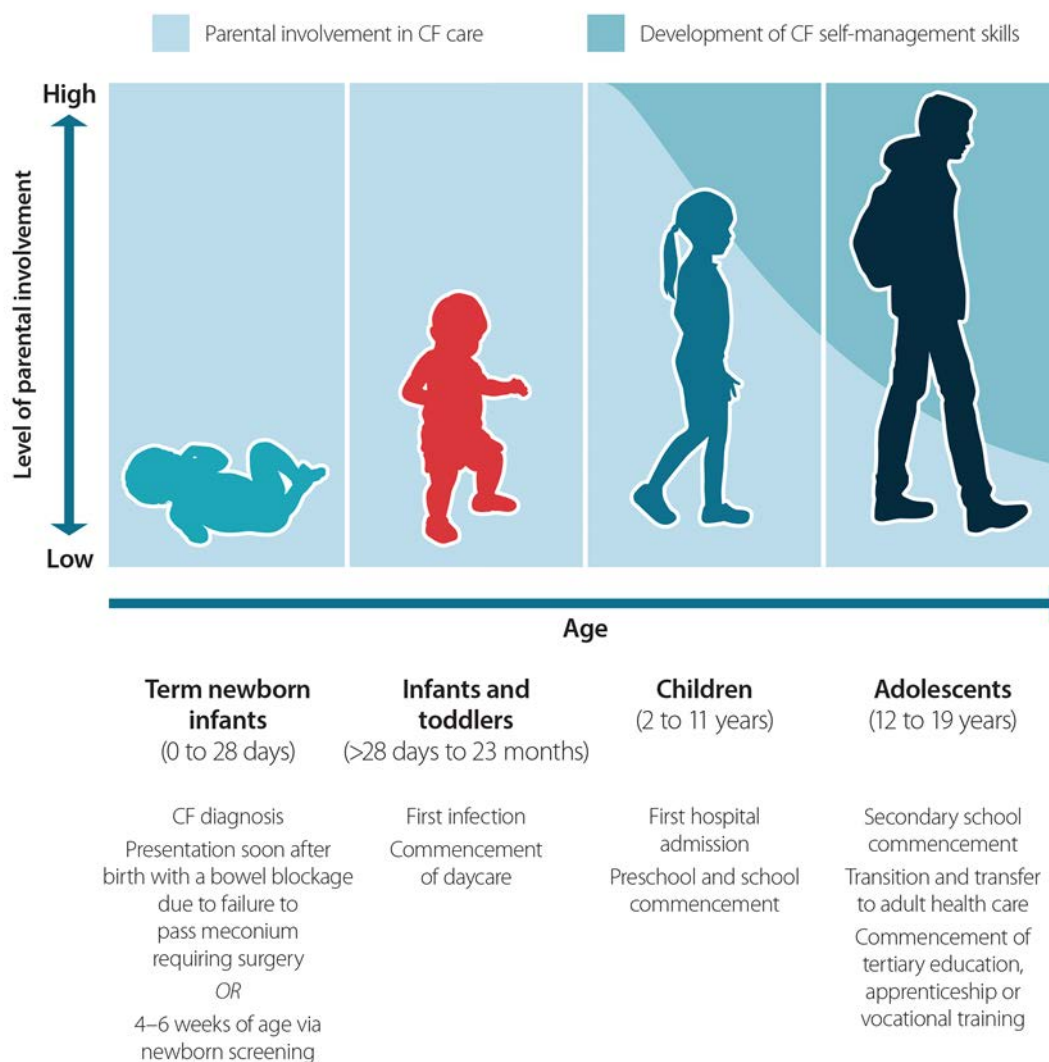 Parental involvement in CF care
Development of CF self-management skills
High
Level of parental involvement
Low
Age
Term newborn
infants
(0 to 28 days)
CF diagnosis
Presentation soon after
birth with a bowel blockage
due to failure to
pass meconium
requiring surgery
OR
4–6 weeks of age via
newborn screening
Infants and
toddlers
(>28 days to 23 months)
First infection
Commencement
of daycare
Children
(2 to 11 years)
First hospital
admission
Preschool and school
commencement
Adolescents
(12 to 19 years)
Secondary school
commencement
Transition and transfer
to adult health care
Commencement of
tertiary education,
apprenticeship or
vocational training